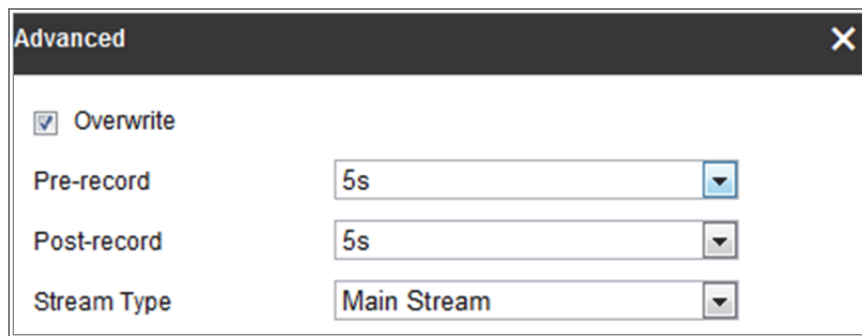 Advanced
Overwrite
Pre-record 5s
Post-record 5s
Stream Type Main Stream